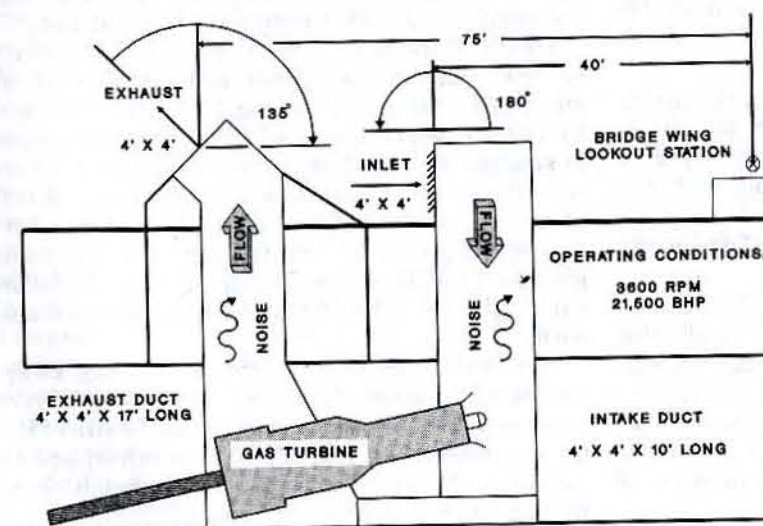 75'
40'
EXHAUST
135°
180°
4' X 4'
BRIDGE WING
LOOKOUT STATION
INLET
4' X 4'
FLOW
FLOW
OPERATING CONDITIONS
3600 RPM
21,500 BHP
NOISE
NOISE
EXHAUST DUCT
4' X 4' X 17' LONG
GAS TURBINE
INTAKE DUCT
4' X 4' X 10' LONG